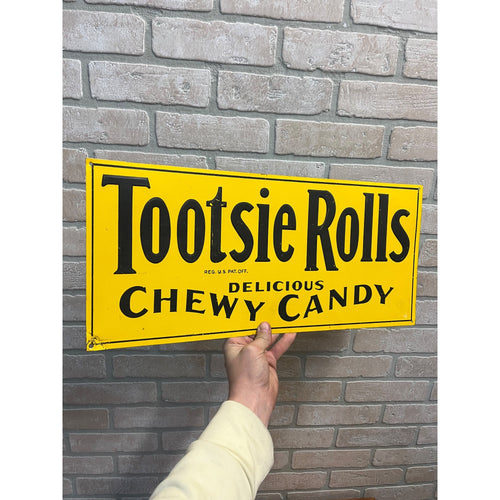 Tootsie Rolls
REG. U.S. PAT. OFF.
DELICIOUS
CHEWY CANDY